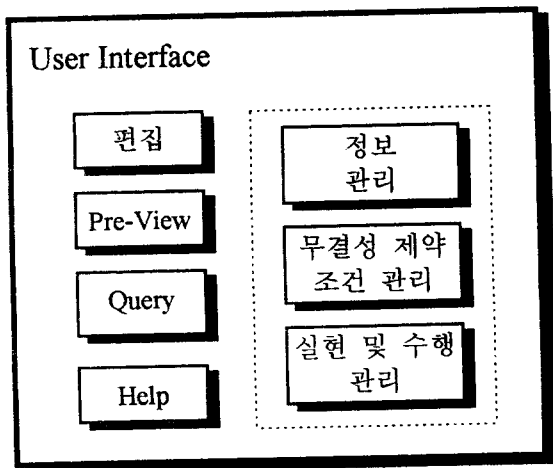 User Interface
편집
Pre-View
Query
Help
정보
관리
무결성 제약
조건 관리
실현 및 수행
관리